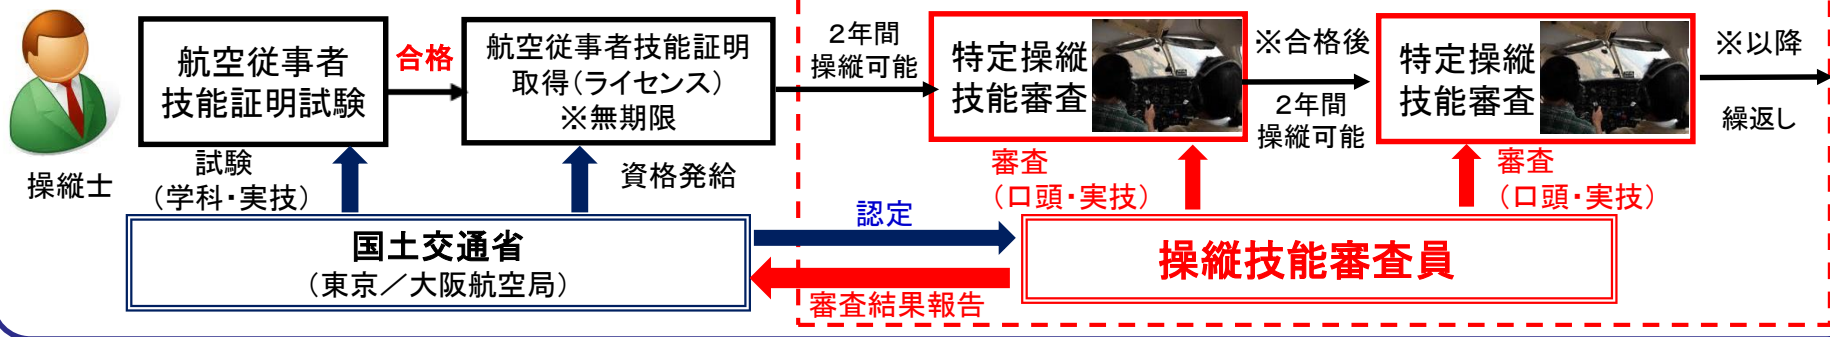 操縦士
航空従事者
技能証明試験
合格
航空従事者技能証明
取得(ライセンス)
※無期限
2年間
操縦可能
特定操縦
技能審査
※合格後
2年間
操縦可能
特定操縦
技能審査
※以降
繰返し
試験
(学科・実技)
資格発給
審査
(口頭・実技)
審査
(口頭・実技)
国土交通省
(東京/大阪航空局)
認定
審査結果報告
操縦技能審査員